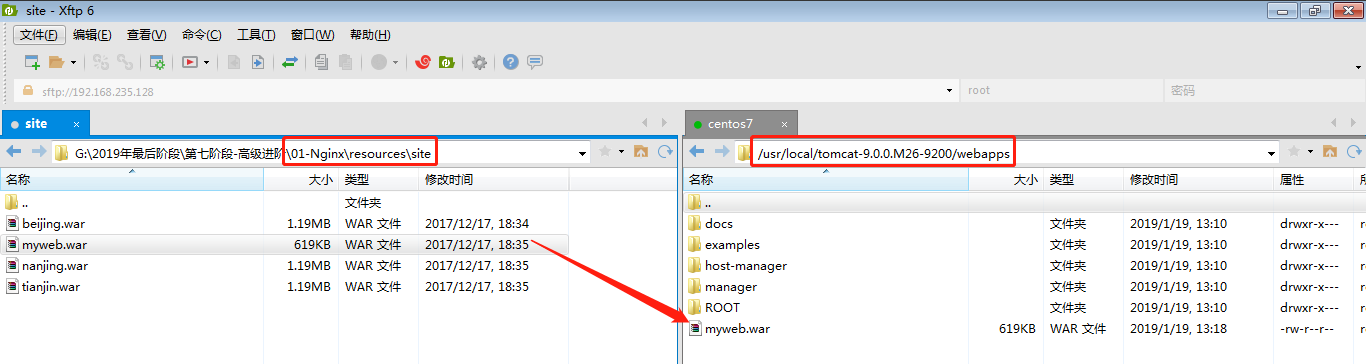 site - Xftp 6
文件(F) 编辑(E) 查看(V) 命令(C) 工具(T) 窗口(W) 帮助(H)
sftp://192.168.235.128 root 密码
site × centos7 ×
G:\2019年最后阶段\第七阶段-高级进阶\01-Nginx\resources\site /usr/local/tomcat-9.0.0.M26-9200/webapps
名称 大小 类型 修改时间 名称 大小 类型 修改时间 属性 所
.. 文件夹 ..
beijing.war 1.19MB WAR 文件 2017/12/17, 18:34 docs 文件夹 2019/1/19, 13:10 drwxr-x---
myweb.war 619KB WAR 文件 2017/12/17, 18:35 examples 文件夹 2019/1/19, 13:10 drwxr-x---
nanjing.war 1.19MB WAR 文件 2017/12/17, 18:35 host-manager 文件夹 2019/1/19, 13:10 drwxr-x---
tianjin.war 1.19MB WAR 文件 2017/12/17, 18:35 manager 文件夹 2019/1/19, 13:10 drwxr-x---
ROOT 文件夹 2019/1/19, 13:10 drwxr-x---
myweb.war 619KB WAR 文件 2019/1/19, 13:18 -rw-r--r--